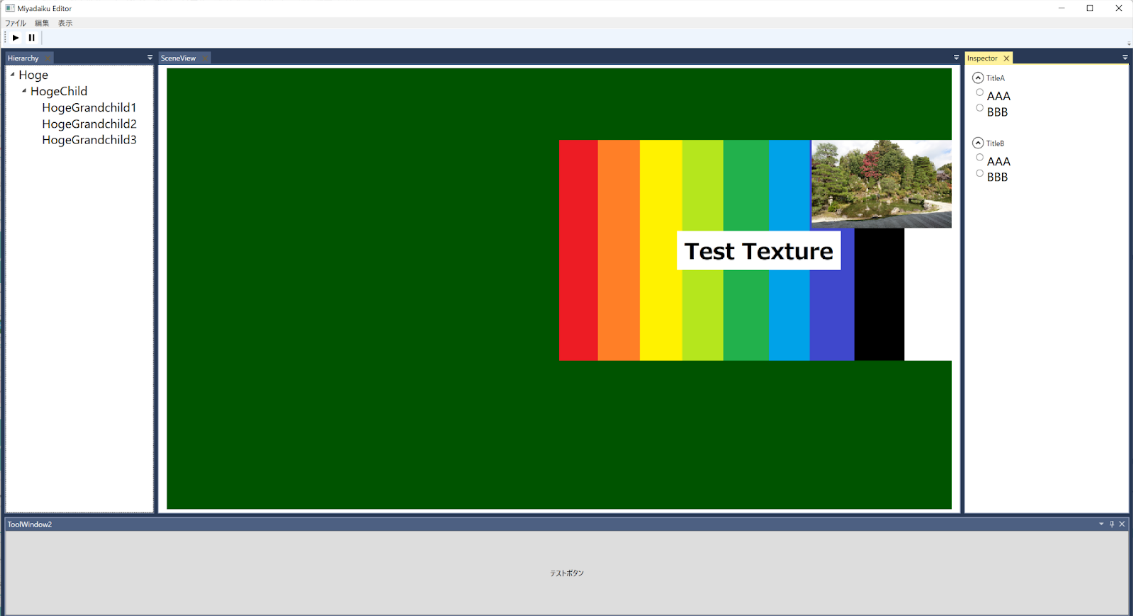 Miyadaiku Editor
ファイル 編集 表示
Hierarchy
SceneView
Inspector
Hoge
HogeChild
HogeGrandchild1
HogeGrandchild2
HogeGrandchild3
Test Texture
TitleA
AAA
BBB
TitleB
AAA
BBB
ToolWindow2
テストボタン